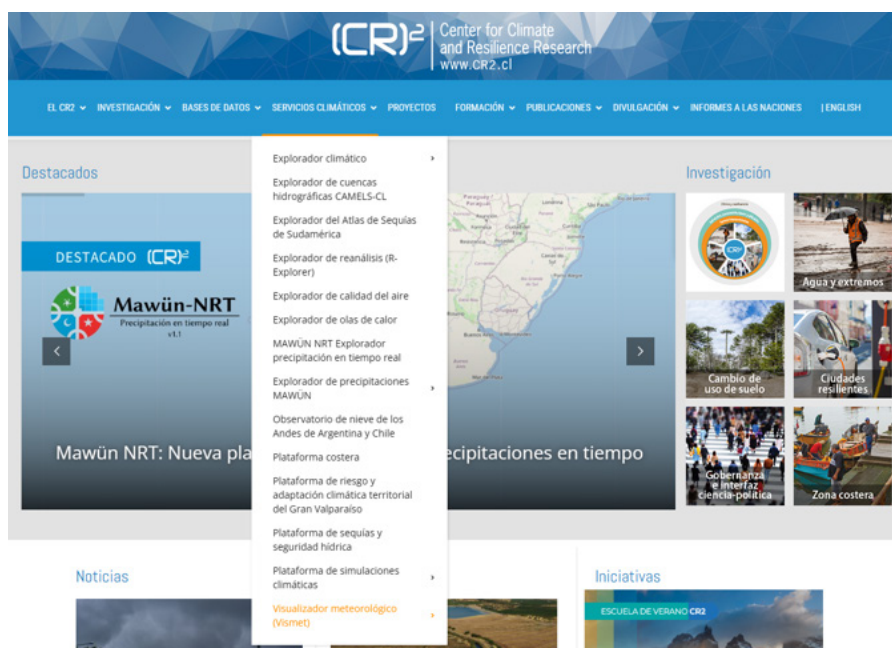 (CR)²
Center for Climate
and Resilience Research
www.CR2.cl
EL CR2
INVESTIGACIÓN
BASES DE DATOS
SERVICIOS CLIMÁTICOS
PROYECTOS
FORMACIÓN
PUBLICACIONES
DIVULGACIÓN
INFORMES A LAS NACIONES
| ENGLISH
Explorador climático
Explorador de cuencas
hidrográficas CAMELS-CL
Explorador del Atlas de Sequías
de Sudamérica
Explorador de reanálisis (R-
Explorer)
Explorador de calidad del aire
Explorador de olas de calor
MAWÜN NRT Explorador
precipitación en tiempo real
Explorador de precipitaciones
MAWÜN
Observatorio de nieve de los
Andes de Argentina y Chile
Plataforma costera
Plataforma de riesgo y
adaptación climática territorial
del Gran Valparaíso
Plataforma de sequías y
seguridad hídrica
Plataforma de simulaciones
climáticas
Visualizador meteorológico
(Vismet)
Destacados
DESTACADO (CR)²
Mawün-NRT
Precipitación en tiempo real
v1.1
Mawün NRT: Nueva pla
ecipitaciones en tiempo
Paraguay
Uruguay
Investigación
CR2
Agua y extremos
Cambio de
uso de suelo
Ciudades
resilientes
Gobernanza
e interfaz
ciencia-política
Zona costera
Noticias
Iniciativas
ESCUELA DE VERANO CR2